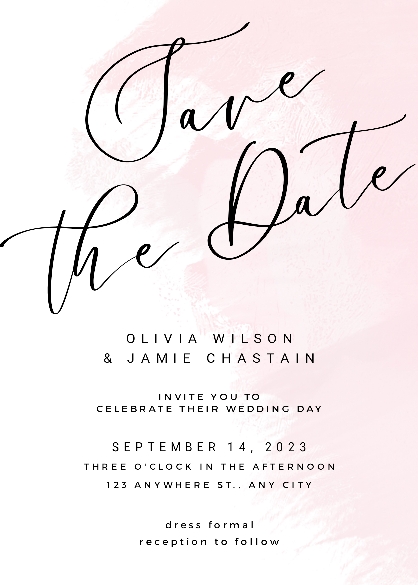 Save
the Date
OLIVIA WILSON
& JAMIE CHASTAIN
INVITE YOU TO
CELEBRATE THEIR WEDDING DAY
SEPTEMBER 14, 2023
THREE O'CLOCK IN THE AFTERNOON
123 ANYWHERE ST., ANY CITY
dress formal
reception to follow